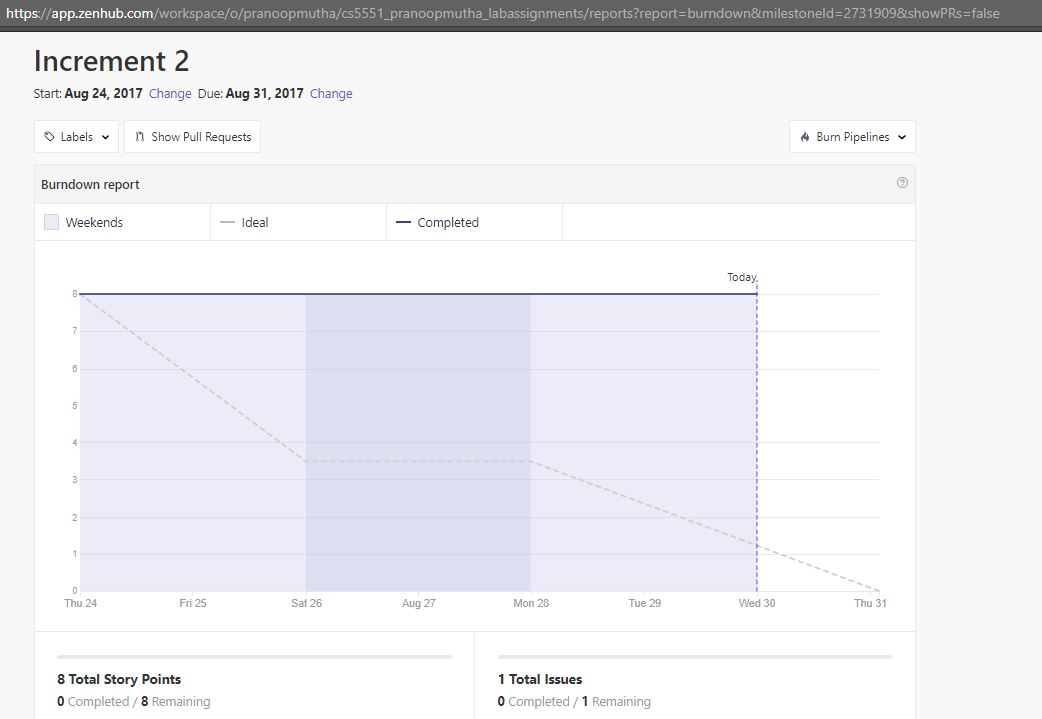 https://app.zenhub.com/workspace/o/pranoopmutha/cs5551_pranoopmutha_labassignments/reports?report=burndown&milestoneId=2731909&showPRs=false
Increment 2
Start: Aug 24, 2017 Change Due: Aug 31, 2017 Change
Labels Show Pull Requests Burn Pipelines
Burndown report
Weekends Ideal Completed
Today
8
7
6
5
4
3
2
1
0
Thu 24 Fri 25 Sat 26 Aug 27 Mon 28 Tue 29 Wed 30 Thu 31
8 Total Story Points
0 Completed / 8 Remaining
1 Total Issues
0 Completed / 1 Remaining